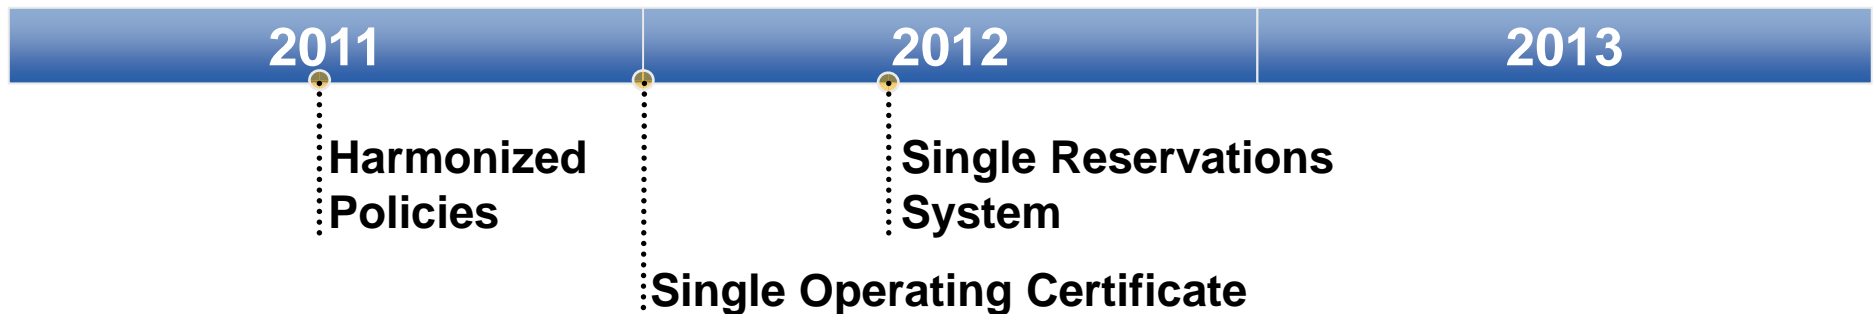 2011 2012 2013
Harmonized
Policies
Single Reservations
System
Single Operating Certificate